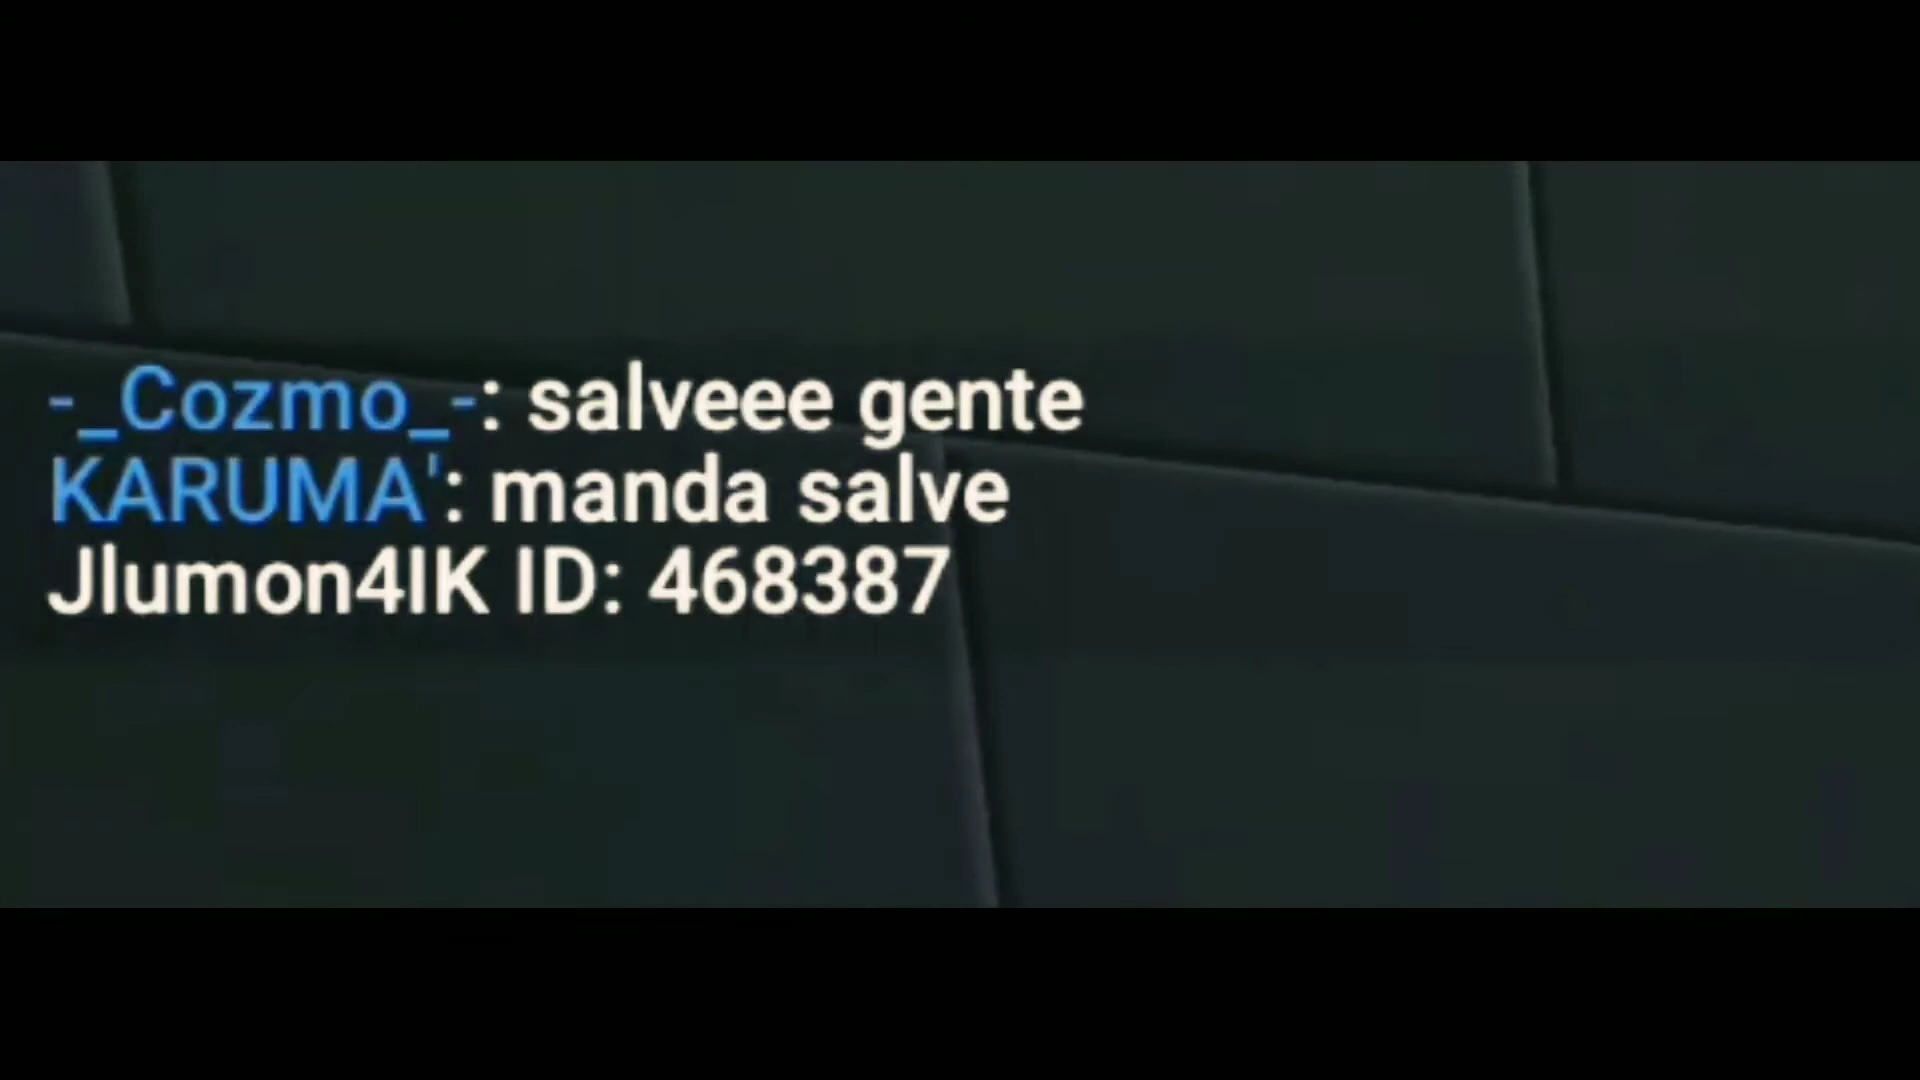 -_Cozmo_-: salveee gente
KARUMA': manda salve
Jlumon4IK ID: 468387